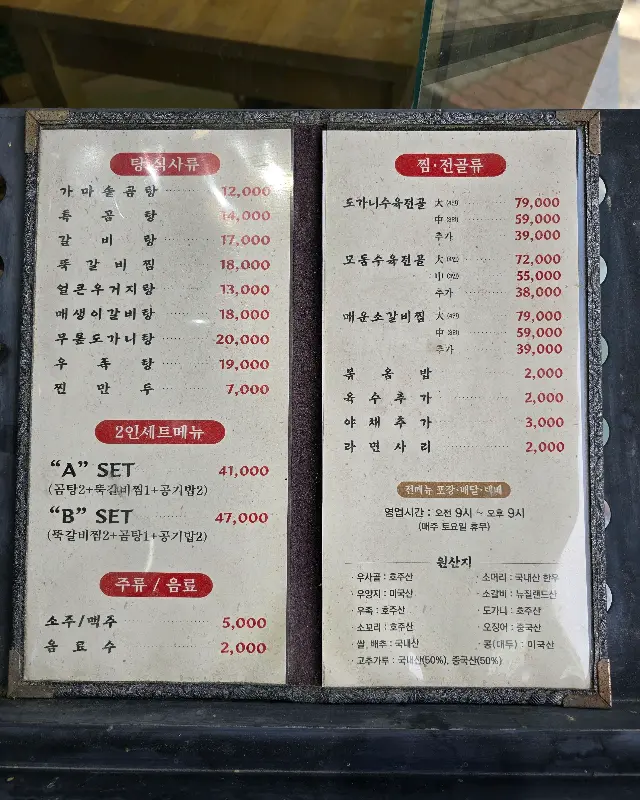 탕·식사류
가마솥곰탕 12,000
특곰탕 14,000
갈비탕 17,000
뚝갈비찜 18,000
얼큰우거지탕 13,000
매생이갈비탕 18,000
무릎도가니탕 20,000
우족탕 19,000
찐만두 7,000
2인세트메뉴
“A” SET 41,000
(곰탕2+뚝갈비찜1+공기밥2)
“B” SET 47,000
(뚝갈비찜2+곰탕1+공기밥2)
주류 / 음료
소주/맥주 5,000
음료수 2,000
찜·전골류
도가니수육전골 大 (4인) 79,000
中 (3인) 59,000
추가 39,000
모둠수육전골 大 (4인) 72,000
中 (3인) 55,000
추가 38,000
매운소갈비찜 大 (4인) 79,000
中 (3인) 59,000
추가 39,000
볶음밥 2,000
육수추가 2,000
야채추가 3,000
라면사리 2,000
전메뉴 포장·배달·택배
영업시간 : 오전 9시 ~ 오후 9시
(매주 토요일 휴무)
원산지
· 우사골 : 호주산 · 소머리 : 국내산 한우
· 우양지 : 미국산 · 소갈비 : 뉴질랜드산
· 우족 : 호주산 · 도가니 : 호주산
· 소꼬리 : 호주산 · 오징어 : 중국산
· 쌀, 배추 : 국내산 · 콩(대두) : 미국산
· 고추가루 : 국내산(50%), 중국산(50%)